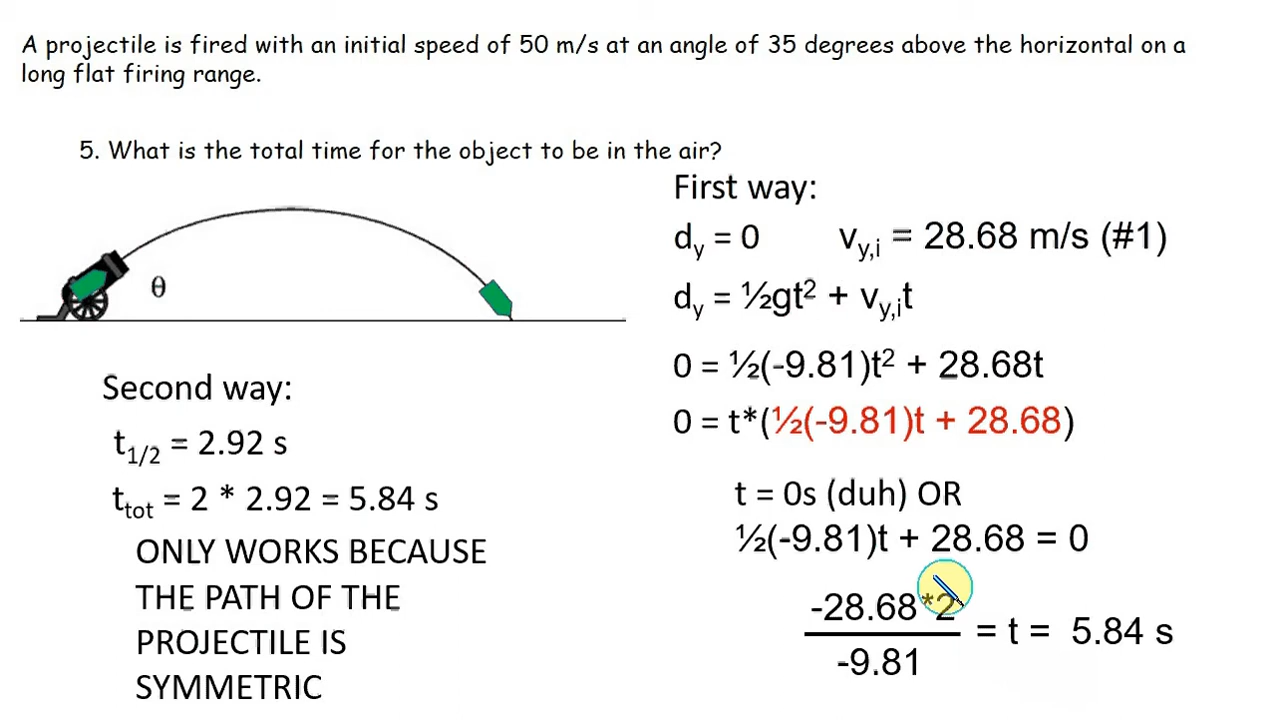 A projectile is fired with an initial speed of 50 m/s at an angle of 35 degrees above the horizontal on a
long flat firing range.
5. What is the total time for the object to be in the air?
θ
Second way:
t1/2 = 2.92 s
ttot = 2 * 2.92 = 5.84 s
ONLY WORKS BECAUSE
THE PATH OF THE
PROJECTILE IS
SYMMETRIC
First way:
dy = 0 vy,i = 28.68 m/s (#1)
dy = ½gt² + vy,it
0 = ½(-9.81)t² + 28.68t
0 = t*(½(-9.81)t + 28.68)
t = 0s (duh) OR
½(-9.81)t + 28.68 = 0
-28.68*2
= t = 5.84 s
-9.81